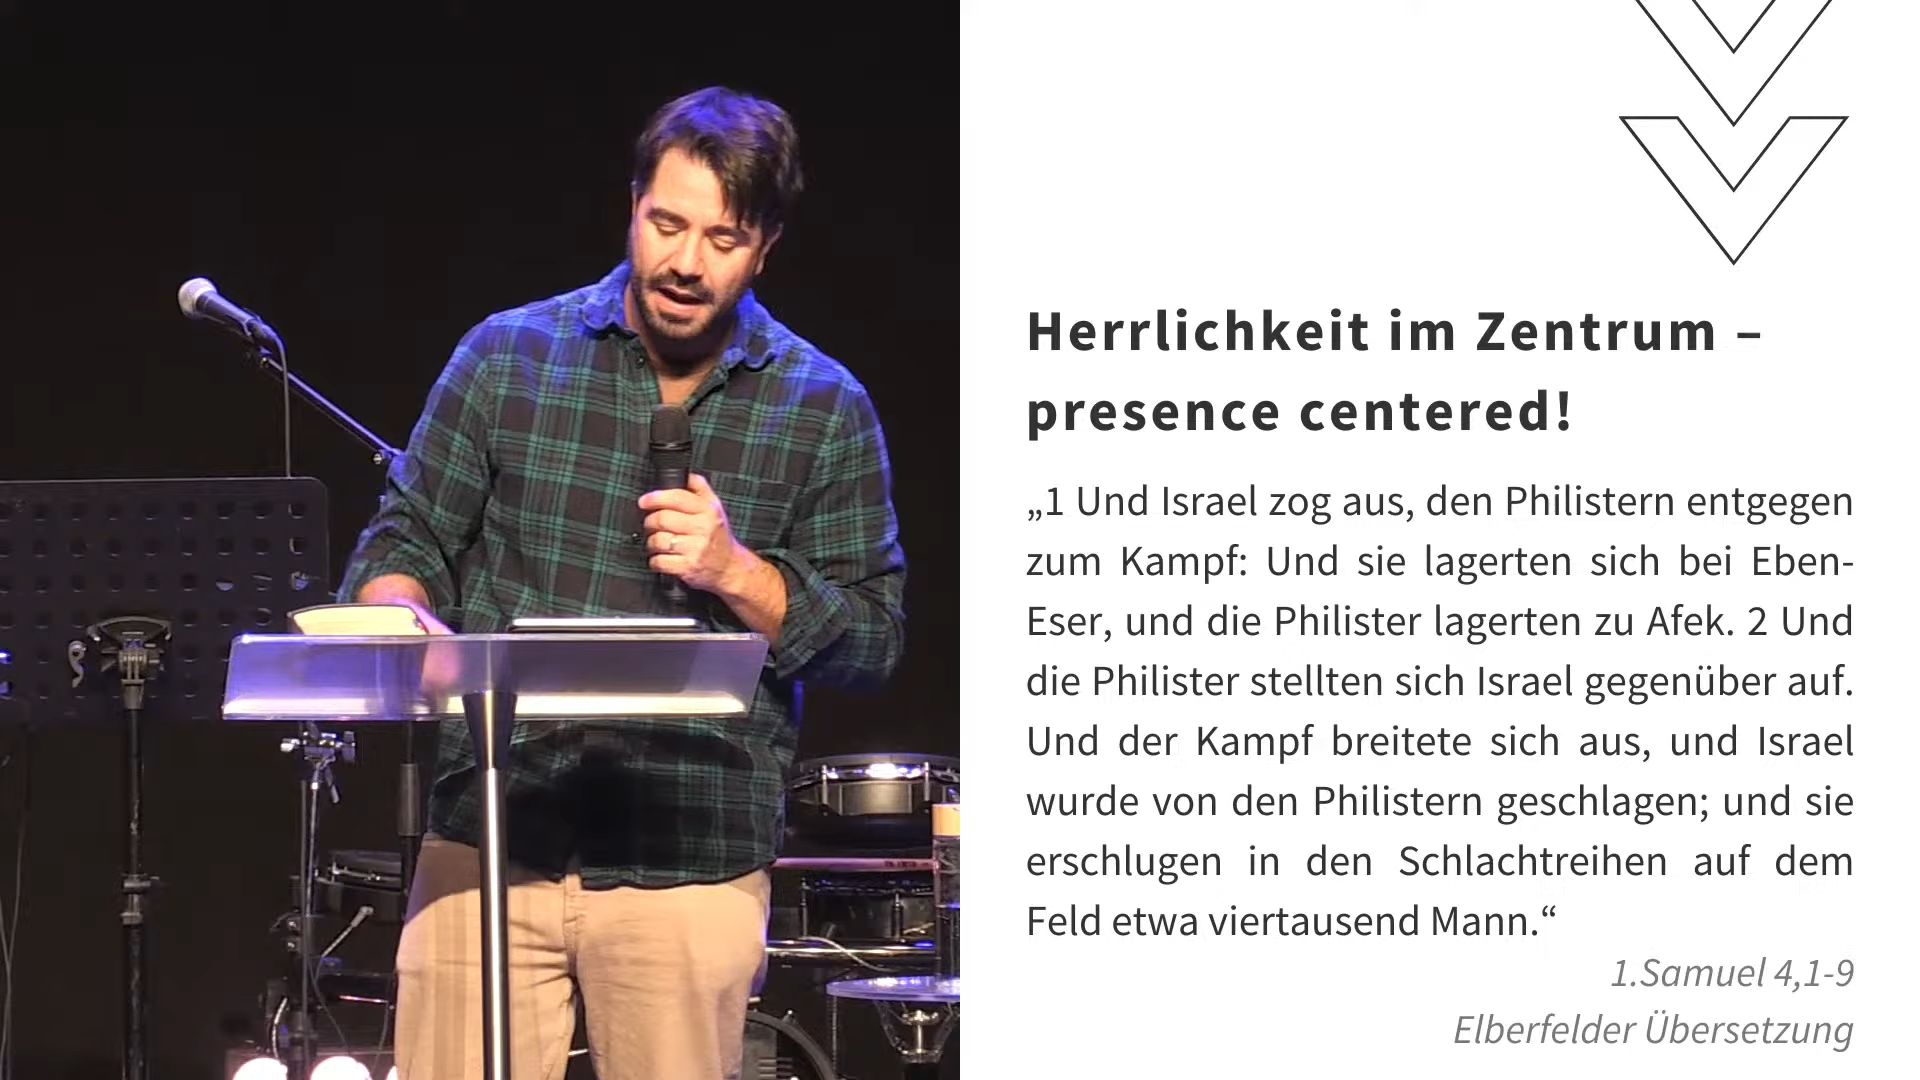 Herrlichkeit im Zentrum –
presence centered!
„1 Und Israel zog aus, den Philistern entgegen
zum Kampf: Und sie lagerten sich bei Eben-
Eser, und die Philister lagerten zu Afek. 2 Und
die Philister stellten sich Israel gegenüber auf.
Und der Kampf breitete sich aus, und Israel
wurde von den Philistern geschlagen; und sie
erschlugen in den Schlachtreihen auf dem
Feld etwa viertausend Mann.“
1.Samuel 4,1-9
Elberfelder Übersetzung